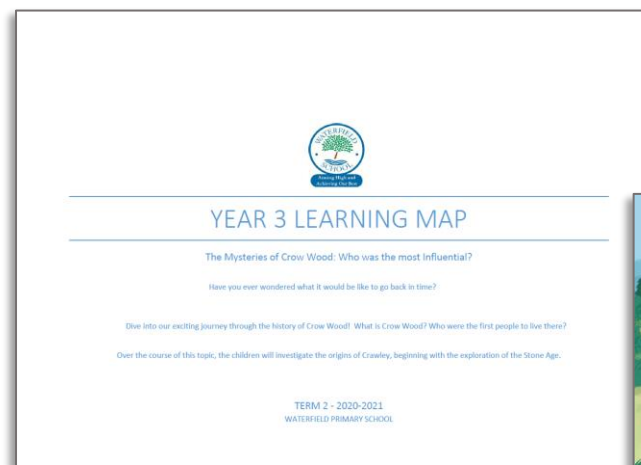 WATERFIELD
SCHOOL
Aiming High and
Achieving Our Best
YEAR 3 LEARNING MAP
The Mysteries of Crow Wood: Who was the most Influential?
Have you ever wondered what it would be like to go back in time?
Dive into our exciting journey through the history of Crow Wood! What is Crow Wood? Who were the first people to live there?
Over the course of this topic, the children will investigate the origins of Crawley, beginning with the exploration of the Stone Age.
TERM 2 - 2020-2021
WATERFIELD PRIMARY SCHOOL